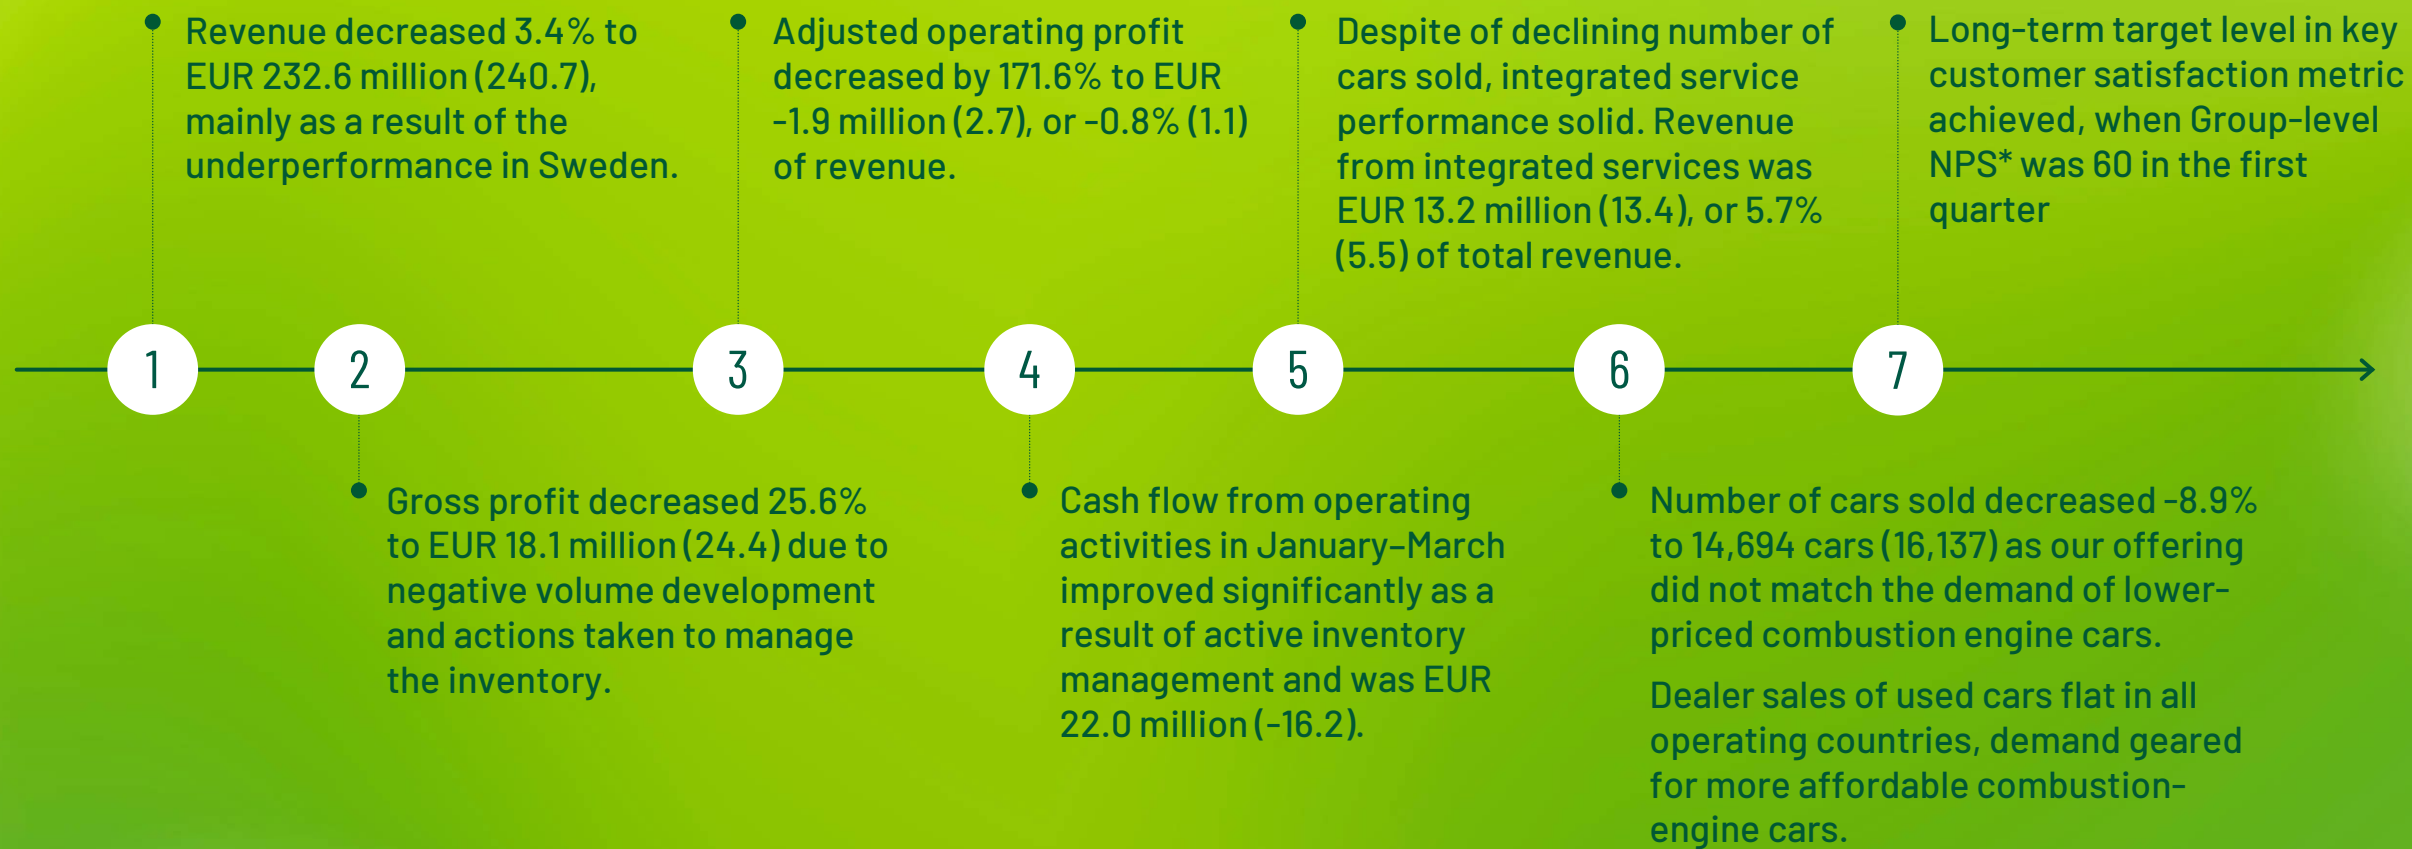 1
Revenue decreased 3.4% to
EUR 232.6 million (240.7),
mainly as a result of the
underperformance in Sweden.
2
Gross profit decreased 25.6%
to EUR 18.1 million (24.4) due to
negative volume development
and actions taken to manage
the inventory.
3
Adjusted operating profit
decreased by 171.6% to EUR
-1.9 million (2.7), or -0.8% (1.1)
of revenue.
4
Cash flow from operating
activities in January–March
improved significantly as a
result of active inventory
management and was EUR
22.0 million (-16.2).
5
Despite of declining number of
cars sold, integrated service
performance solid. Revenue
from integrated services was
EUR 13.2 million (13.4), or 5.7%
(5.5) of total revenue.
6
Number of cars sold decreased -8.9%
to 14,694 cars (16,137) as our offering
did not match the demand of lower-
priced combustion engine cars.
Dealer sales of used cars flat in all
operating countries, demand geared
for more affordable combustion-
engine cars.
7
Long-term target level in key
customer satisfaction metric
achieved, when Group-level
NPS* was 60 in the first
quarter